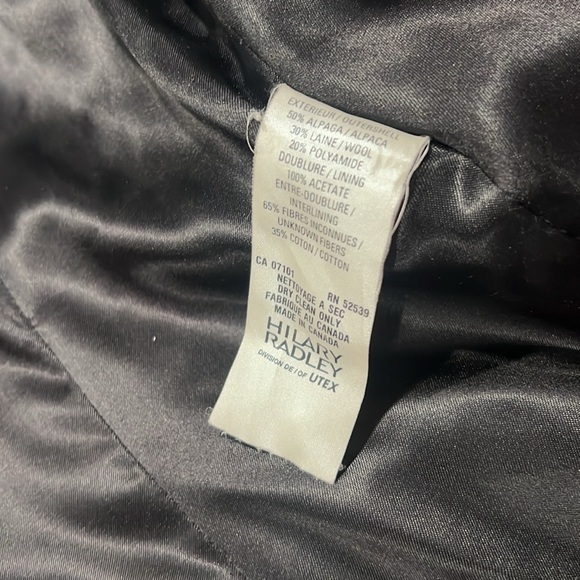 EXTERIEUR / OUTERSHELL
50% ALPAGA / ALPACA
30% LAINE / WOOL
20% POLYAMIDE
DOUBLURE / LINING
100% ACETATE
ENTRE-DOUBLURE /
INTERLINING
65% FIBRES INCONNUES /
UNKNOWN FIBERS
35% COTON / COTTON
CA 07101 RN 52539
NETTOYAGE A SEC
DRY CLEAN ONLY
FABRIQUE AU CANADA
MADE IN CANADA
HILARY
RADLEY
DIVISION DE / OF UTEX